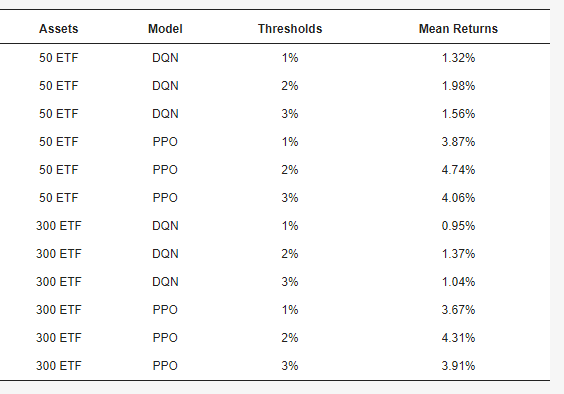 Assets Model Thresholds Mean Returns
50 ETF DQN 1% 1.32%
50 ETF DQN 2% 1.98%
50 ETF DQN 3% 1.56%
50 ETF PPO 1% 3.87%
50 ETF PPO 2% 4.74%
50 ETF PPO 3% 4.06%
300 ETF DQN 1% 0.95%
300 ETF DQN 2% 1.37%
300 ETF DQN 3% 1.04%
300 ETF PPO 1% 3.67%
300 ETF PPO 2% 4.31%
300 ETF PPO 3% 3.91%